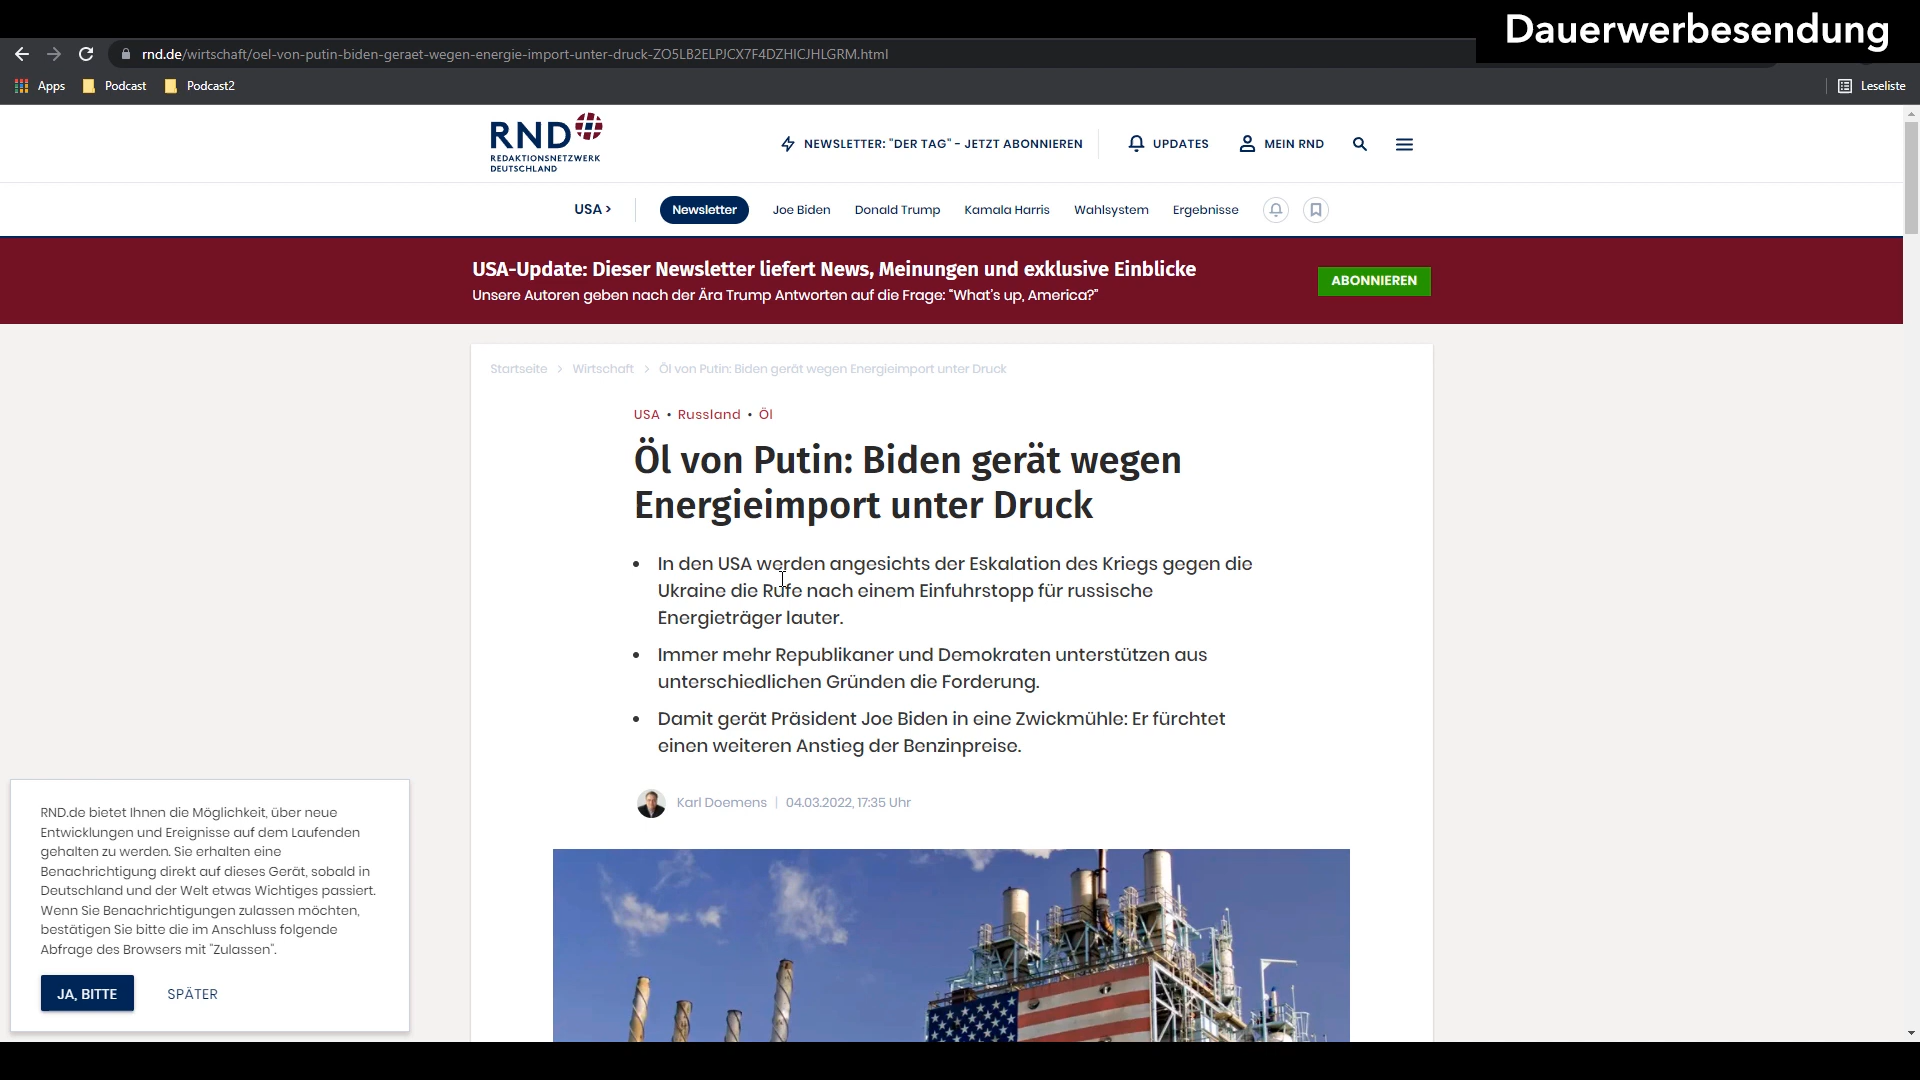 Dauerwerbesendung
rnd.de/wirtschaft/oel-von-putin-biden-geraet-wegen-energie-import-unter-druck-ZO5LB2ELPJCX7F4DZHICJHLGRM.html
Apps Podcast Podcast2 Leseliste
RND
REDAKTIONSNETZWERK
DEUTSCHLAND
NEWSLETTER: "DER TAG" - JETZT ABONNIEREN UPDATES MEIN RND
USA > Newsletter Joe Biden Donald Trump Kamala Harris Wahlsystem Ergebnisse
USA-Update: Dieser Newsletter liefert News, Meinungen und exklusive Einblicke
Unsere Autoren geben nach der Ära Trump Antworten auf die Frage: "What's up, America?"
ABONNIEREN
Startseite > Wirtschaft > Öl von Putin: Biden gerät wegen Energieimport unter Druck
USA • Russland • Öl
Öl von Putin: Biden gerät wegen
Energieimport unter Druck
• In den USA werden angesichts der Eskalation des Kriegs gegen die
Ukraine die Rufe nach einem Einfuhrstopp für russische
Energieträger lauter.
• Immer mehr Republikaner und Demokraten unterstützen aus
unterschiedlichen Gründen die Forderung.
• Damit gerät Präsident Joe Biden in eine Zwickmühle: Er fürchtet
einen weiteren Anstieg der Benzinpreise.
Karl Doemens | 04.03.2022, 17:35 Uhr
RND.de bietet Ihnen die Möglichkeit, über neue
Entwicklungen und Ereignisse auf dem Laufenden
gehalten zu werden. Sie erhalten eine
Benachrichtigung direkt auf dieses Gerät, sobald in
Deutschland und der Welt etwas Wichtiges passiert.
Wenn Sie Benachrichtigungen zulassen möchten,
bestätigen Sie bitte die im Anschluss folgende
Abfrage des Browsers mit "Zulassen".
JA, BITTE SPÄTER